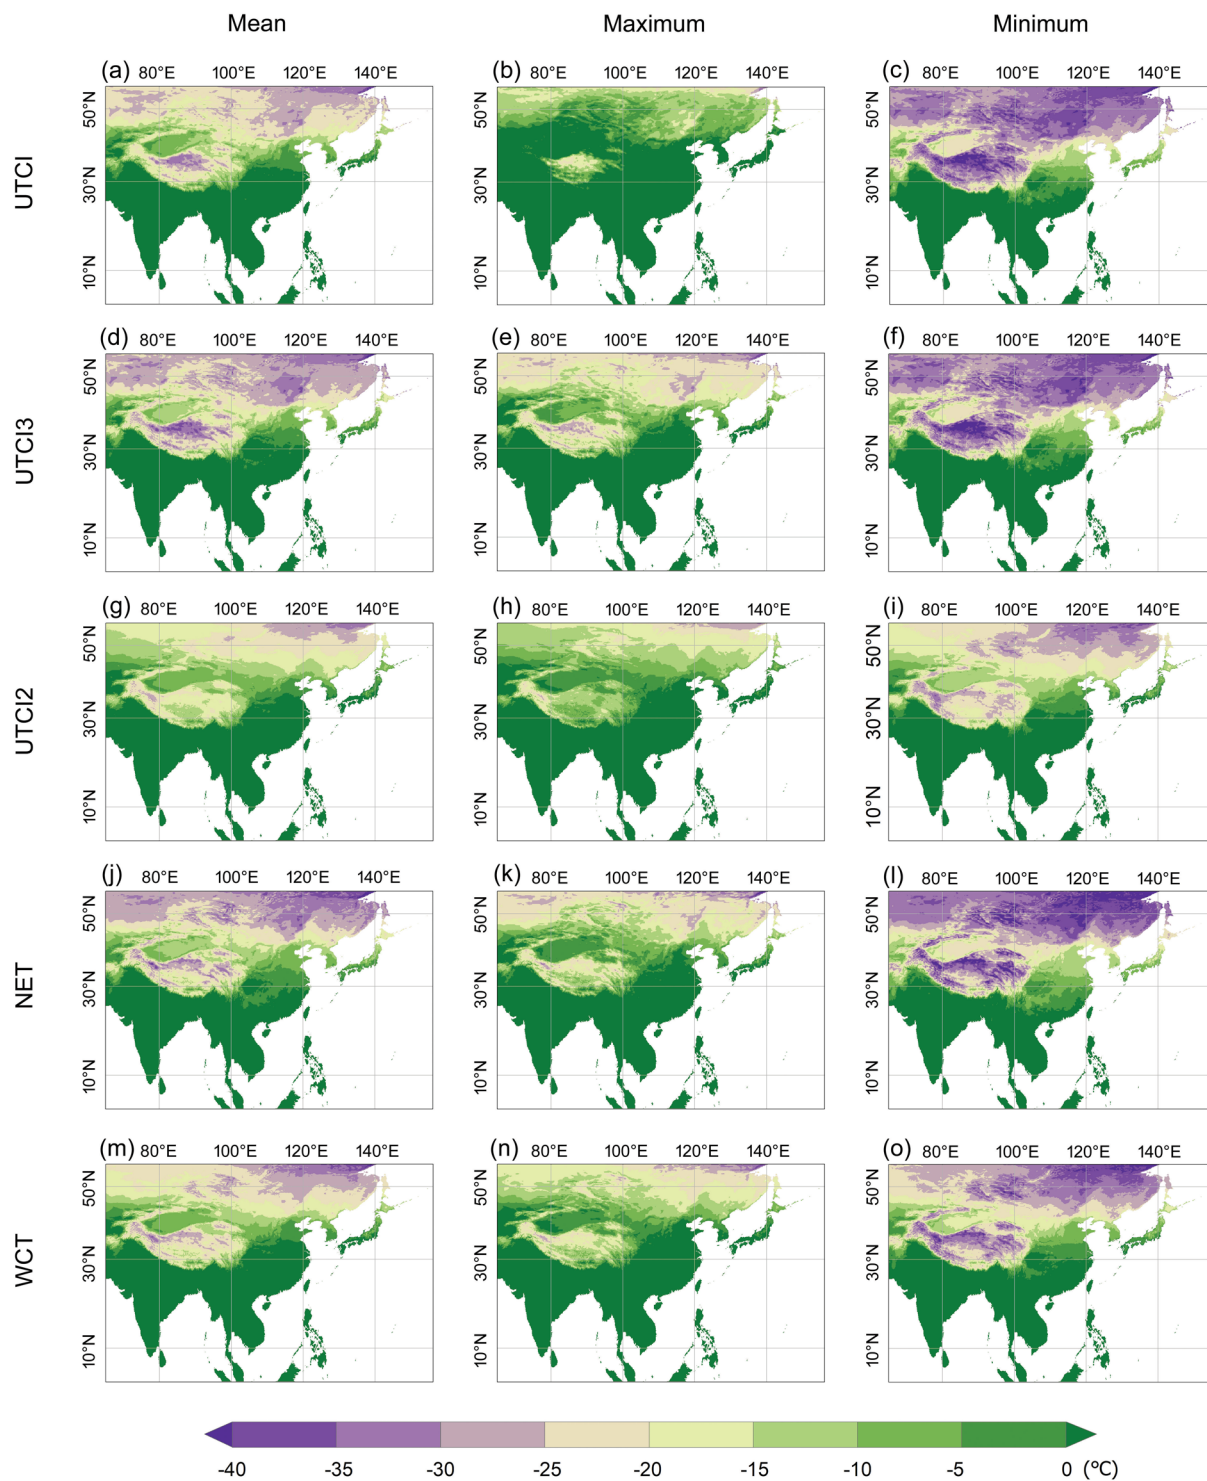 Mean Maximum Minimum
(a) 80°E 100°E 120°E 140°E (b) 80°E 100°E 120°E 140°E (c) 80°E 100°E 120°E 140°E
UTCI
50°N 50°N 50°N
30°N 30°N 30°N
10°N 10°N 10°N
(d) 80°E 100°E 120°E 140°E (e) 80°E 100°E 120°E 140°E (f) 80°E 100°E 120°E 140°E
UTCI3
50°N 50°N 50°N
30°N 30°N 30°N
10°N 10°N 10°N
(g) 80°E 100°E 120°E 140°E (h) 80°E 100°E 120°E 140°E (i) 80°E 100°E 120°E 140°E
UTCI2
50°N 50°N 50°N
30°N 30°N 30°N
10°N 10°N 10°N
(j) 80°E 100°E 120°E 140°E (k) 80°E 100°E 120°E 140°E (l) 80°E 100°E 120°E 140°E
NET
50°N 50°N 50°N
30°N 30°N 30°N
10°N 10°N 10°N
(m) 80°E 100°E 120°E 140°E (n) 80°E 100°E 120°E 140°E (o) 80°E 100°E 120°E 140°E
WCT
50°N 50°N 50°N
30°N 30°N 30°N
10°N 10°N 10°N
-40 -35 -30 -25 -20 -15 -10 -5 0 (℃)